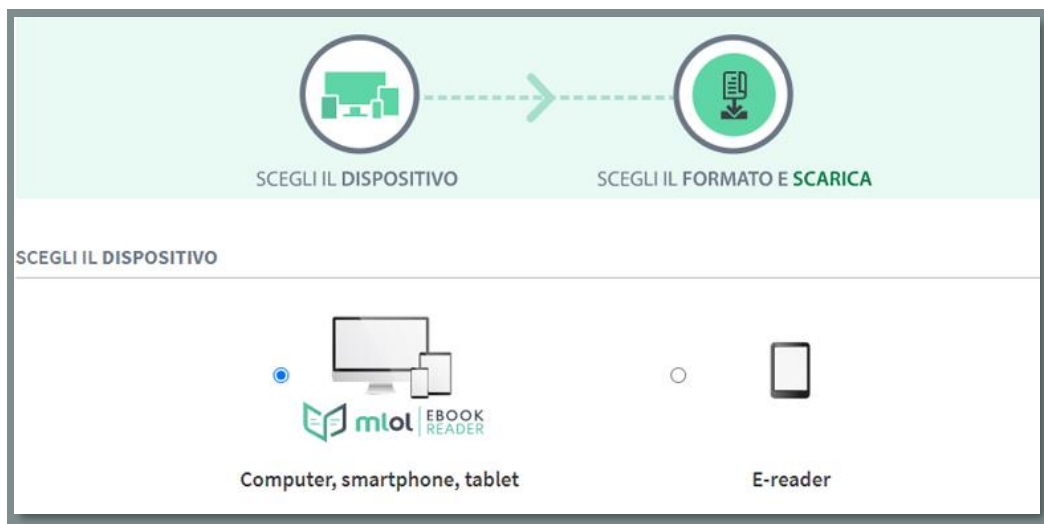 SCEGLI IL DISPOSITIVO
SCEGLI IL FORMATO E SCARICA
SCEGLI IL DISPOSITIVO
mlol EBOOK READER
Computer, smartphone, tablet
E-reader